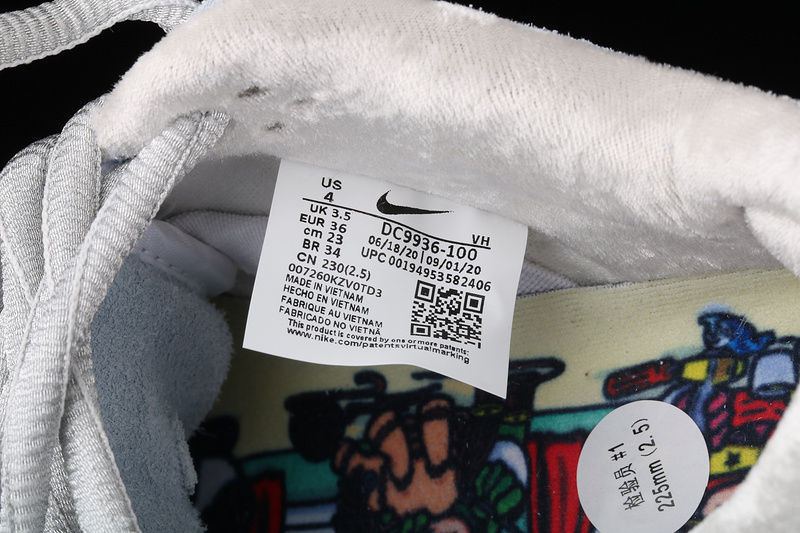 US
4
UK 3.5
EUR 36
cm 23
BR 34
CN 230(2.5)
VH
DC9936-100
06/18/20 | 09/01/20
UPC 00194953582406
007260KZV0TD3
MADE IN VIETNAM
HECHO EN VIETNAM
FABRIQUE AU VIETNAM
FABRICADO NO VIETNÃ
This product is covered by one or more patents:
www.nike.com/patentsvirtualmarking
检验员 #1
225mm (2.5)